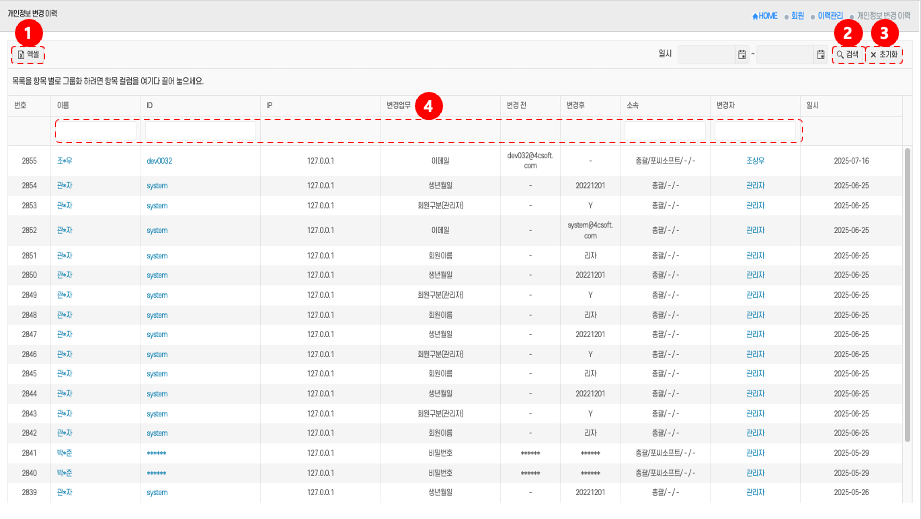 개인정보 변경 이력
HOME ● 회원 ● 이력관리 ● 개인정보 변경 이력
1 2 3
엑셀 일시 - 검색 × 초기화
목록을 항목 별로 그룹화 하려면 항목 컬럼을 여기다 끌어 놓으세요.
번호 이름 ID IP 변경업무 변경 전 변경후 소속 변경자 일시
4
2855 조*우 dev0032 127.0.0.1 이메일 dev032@4csoft.com - 총괄/포씨소프트/ - / - 조상우 2025-07-16
2854 관*자 system 127.0.0.1 생년월일 - 20221201 총괄/ - / - 관리자 2025-06-25
2853 관*자 system 127.0.0.1 회원구분(관리자) - Y 총괄/ - / - 관리자 2025-06-25
2852 관*자 system 127.0.0.1 이메일 - system@4csoft.com 총괄/ - / - 관리자 2025-06-25
2851 관*자 system 127.0.0.1 회원이름 - 리자 총괄/ - / - 관리자 2025-06-25
2850 관*자 system 127.0.0.1 생년월일 - 20221201 총괄/ - / - 관리자 2025-06-25
2849 관*자 system 127.0.0.1 회원구분(관리자) - Y 총괄/ - / - 관리자 2025-06-25
2848 관*자 system 127.0.0.1 회원이름 - 리자 총괄/ - / - 관리자 2025-06-25
2847 관*자 system 127.0.0.1 생년월일 - 20221201 총괄/ - / - 관리자 2025-06-25
2846 관*자 system 127.0.0.1 회원구분(관리자) - Y 총괄/ - / - 관리자 2025-06-25
2845 관*자 system 127.0.0.1 회원이름 - 리자 총괄/ - / - 관리자 2025-06-25
2844 관*자 system 127.0.0.1 생년월일 - 20221201 총괄/ - / - 관리자 2025-06-25
2843 관*자 system 127.0.0.1 회원구분(관리자) - Y 총괄/ - / - 관리자 2025-06-25
2842 관*자 system 127.0.0.1 회원이름 - 리자 총괄/ - / - 관리자 2025-06-25
2841 박*준 ****** 127.0.0.1 비밀번호 ****** ****** 총괄/포씨소프트/ - / - 관리자 2025-05-29
2840 박*준 ****** 127.0.0.1 비밀번호 ****** ****** 총괄/포씨소프트/ - / - 관리자 2025-05-29
2839 관*자 system 127.0.0.1 생년월일 - 20221201 총괄/ - / - 관리자 2025-05-26